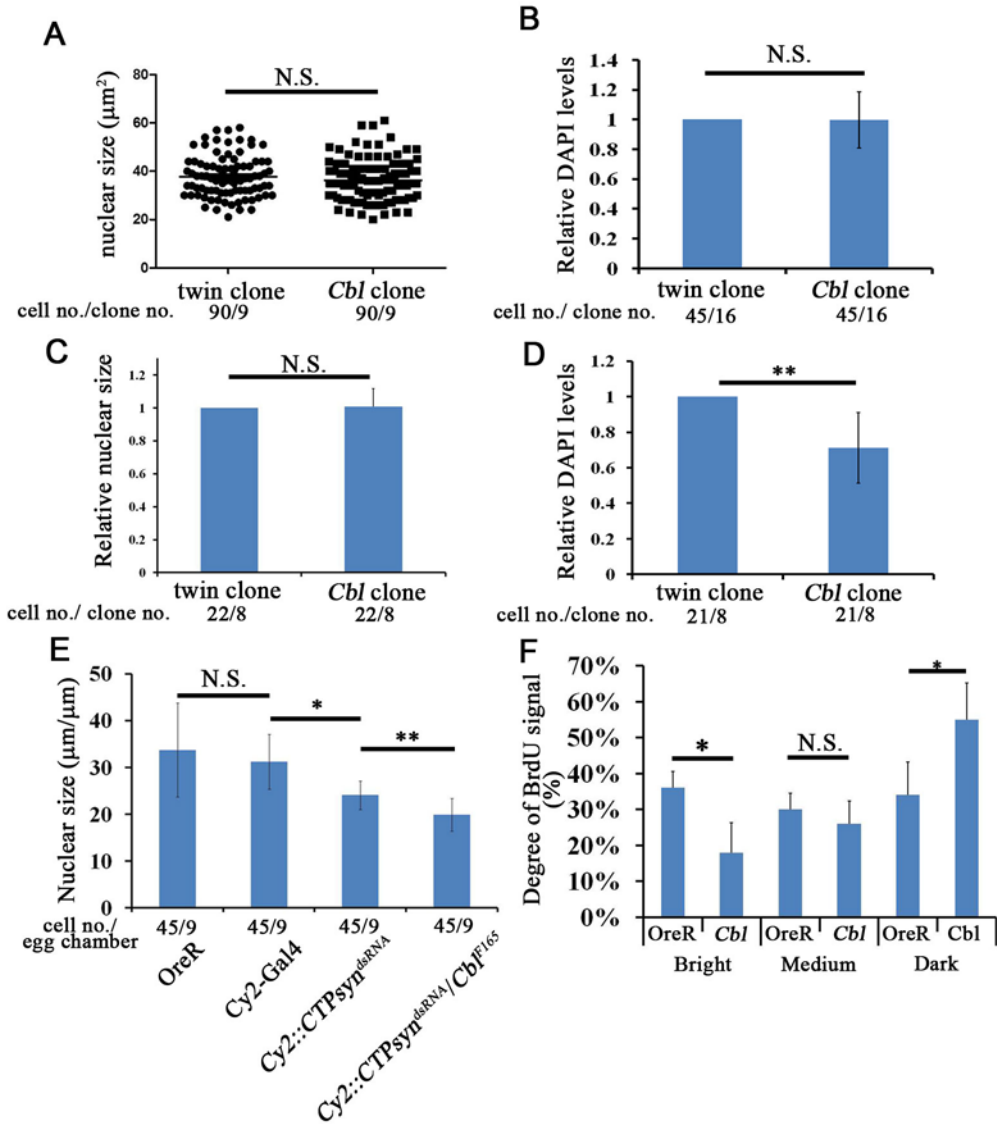 A
N.S.
nuclear size (μm²)
80
60
40
20
0
twin clone
Cbl clone
cell no./clone no.
90/9
90/9
B
N.S.
Relative DAPI levels
1.4
1.2
1
0.8
0.6
0.4
0.2
0
twin clone
Cbl clone
cell no./ clone no.
45/16
45/16
C
N.S.
Relative nuclear size
1.2
1
0.8
0.6
0.4
0.2
0
twin clone
Cbl clone
cell no./ clone no.
22/8
22/8
D
**
Relative DAPI levels
1.2
1
0.8
0.6
0.4
0.2
0
twin clone
Cbl clone
cell no./clone no.
21/8
21/8
E
N.S.
*
**
Nuclear size (μm/μm)
50
40
30
20
10
0
cell no./
egg chamber
45/9
45/9
45/9
45/9
OreR
Cy2-Gal4
Cy2::CTPsyn^dsRNA
Cy2::CTPsyn^dsRNA/Cbl^F165
F
*
N.S.
*
Degree of BrdU signal
(%)
70%
60%
50%
40%
30%
20%
10%
0%
OreR
Cbl
OreR
Cbl
OreR
Cbl
Bright
Medium
Dark